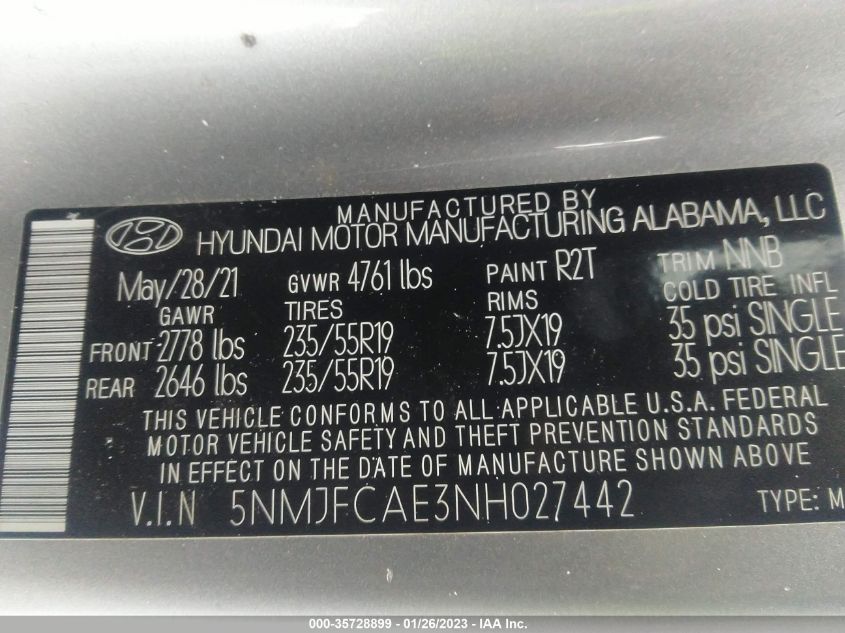 MANUFACTURED BY
HYUNDAI MOTOR MANUFACTURING ALABAMA, LLC
May/28/21 GVWR 4761 lbs PAINT R2T TRIM NNB
GAWR TIRES RIMS COLD TIRE INFL
FRONT 2778 lbs 235/55R19 7.5JX19 35 psi SINGLE
REAR 2646 lbs 235/55R19 7.5JX19 35 psi SINGLE
THIS VEHICLE CONFORMS TO ALL APPLICABLE U.S.A. FEDERAL
MOTOR VEHICLE SAFETY AND THEFT PREVENTION STANDARDS
IN EFFECT ON THE DATE OF MANUFACTURE SHOWN ABOVE
V.I.N 5NMJFCAE3NH027442 TYPE: M
000-35728899 - 01/26/2023 - IAA Inc.